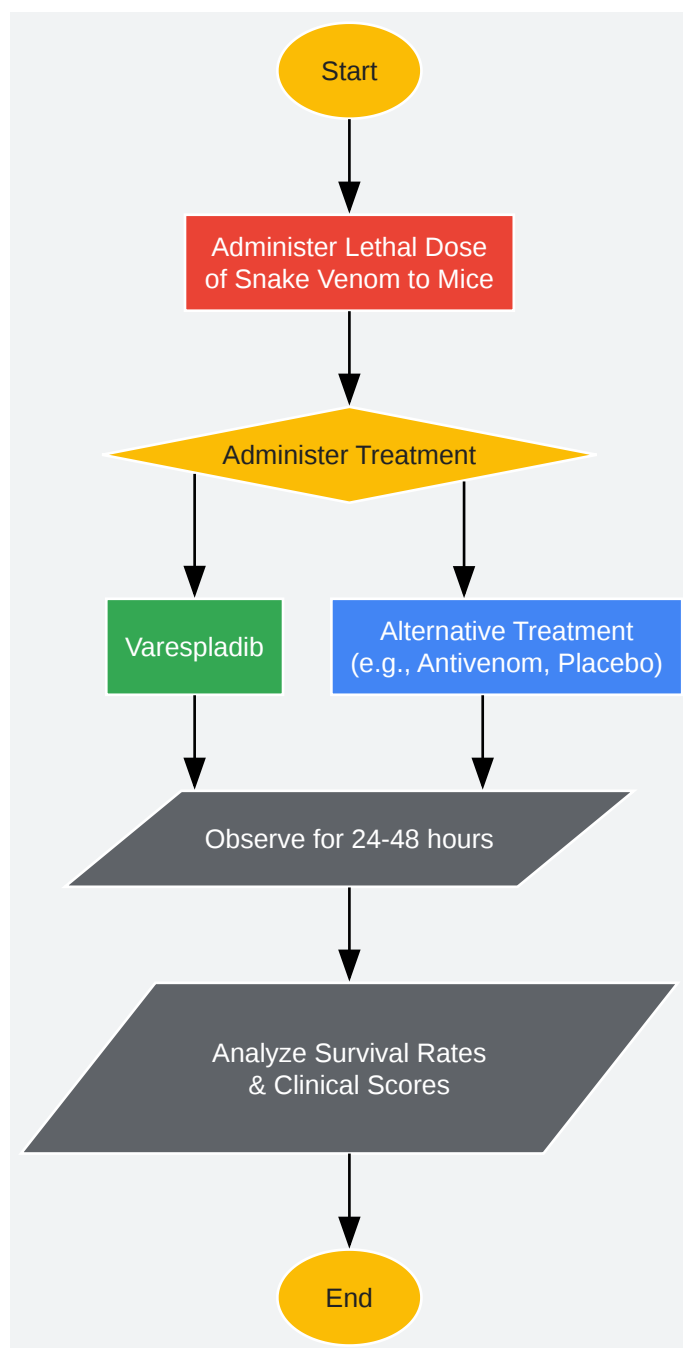 Start
Administer Lethal Dose
of Snake Venom to Mice
Administer Treatment
Varespladib
Alternative Treatment
(e.g., Antivenom, Placebo)
Observe for 24-48 hours
Analyze Survival Rates
& Clinical Scores
End